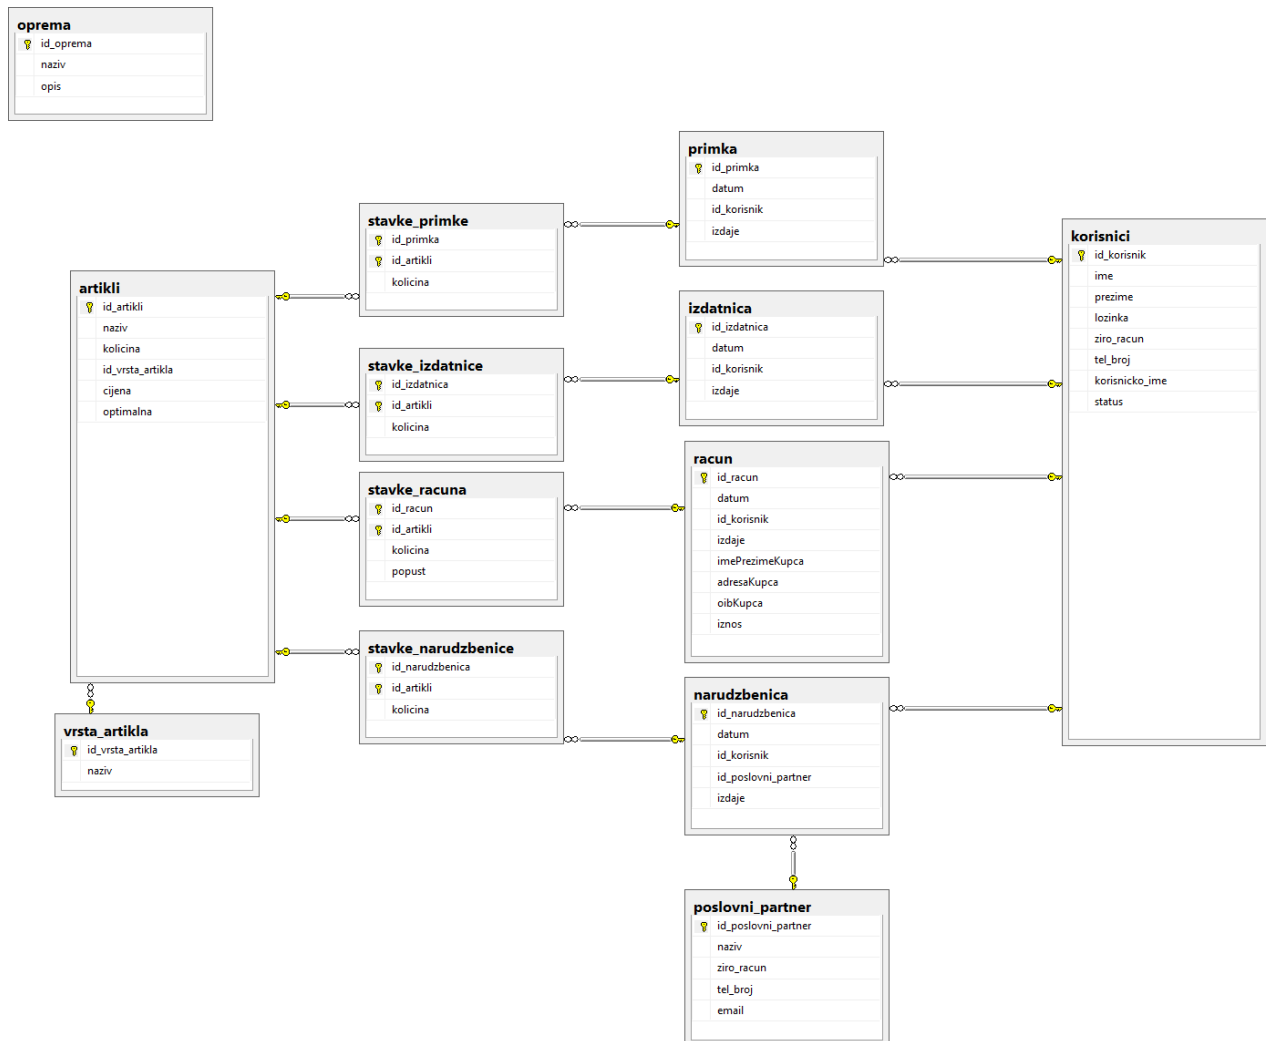 oprema
id_oprema
naziv
opis
artikli
id_artikli
naziv
kolicina
id_vrsta_artikla
cijena
optimalna
vrsta_artikla
id_vrsta_artikla
naziv
stavke_primke
id_primka
id_artikli
kolicina
stavke_izdatnice
id_izdatnica
id_artikli
kolicina
stavke_racuna
id_racun
id_artikli
kolicina
popust
stavke_narudzbenice
id_narudzbenica
id_artikli
kolicina
primka
id_primka
datum
id_korisnik
izdaje
izdatnica
id_izdatnica
datum
id_korisnik
izdaje
racun
id_racun
datum
id_korisnik
izdaje
imePrezimeKupca
adresaKupca
oibKupca
iznos
narudzbenica
id_narudzbenica
datum
id_korisnik
id_poslovni_partner
izdaje
poslovni_partner
id_poslovni_partner
naziv
ziro_racun
tel_broj
email
korisnici
id_korisnik
ime
prezime
lozinka
ziro_racun
tel_broj
korisnicko_ime
status